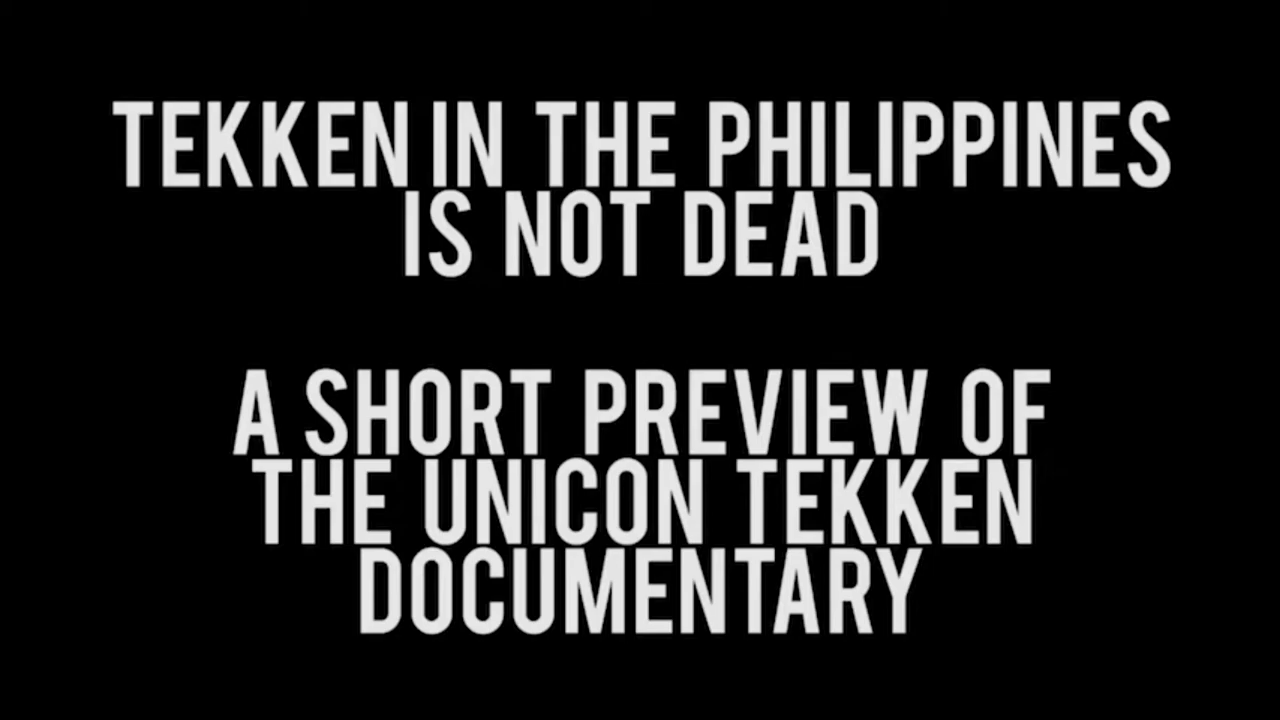 TEKKEN IN THE PHILIPPINES
IS NOT DEAD
A SHORT PREVIEW OF
THE UNICON TEKKEN
DOCUMENTARY